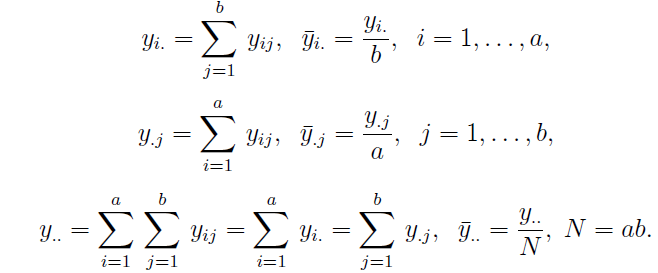 $y_{i.} = \sum_{j=1}^{b} y_{ij}, \;\; \bar{y}_{i.} = \frac{y_{i.}}{b}, \;\; i = 1, \ldots, a,$
$y_{.j} = \sum_{i=1}^{a} y_{ij}, \;\; \bar{y}_{.j} = \frac{y_{.j}}{a}, \;\; j = 1, \ldots, b,$
$y_{..} = \sum_{i=1}^{a} \sum_{j=1}^{b} y_{ij} = \sum_{i=1}^{a} y_{i.} = \sum_{j=1}^{b} y_{.j}, \;\; \bar{y}_{..} = \frac{y_{..}}{N}, \; N = ab.$